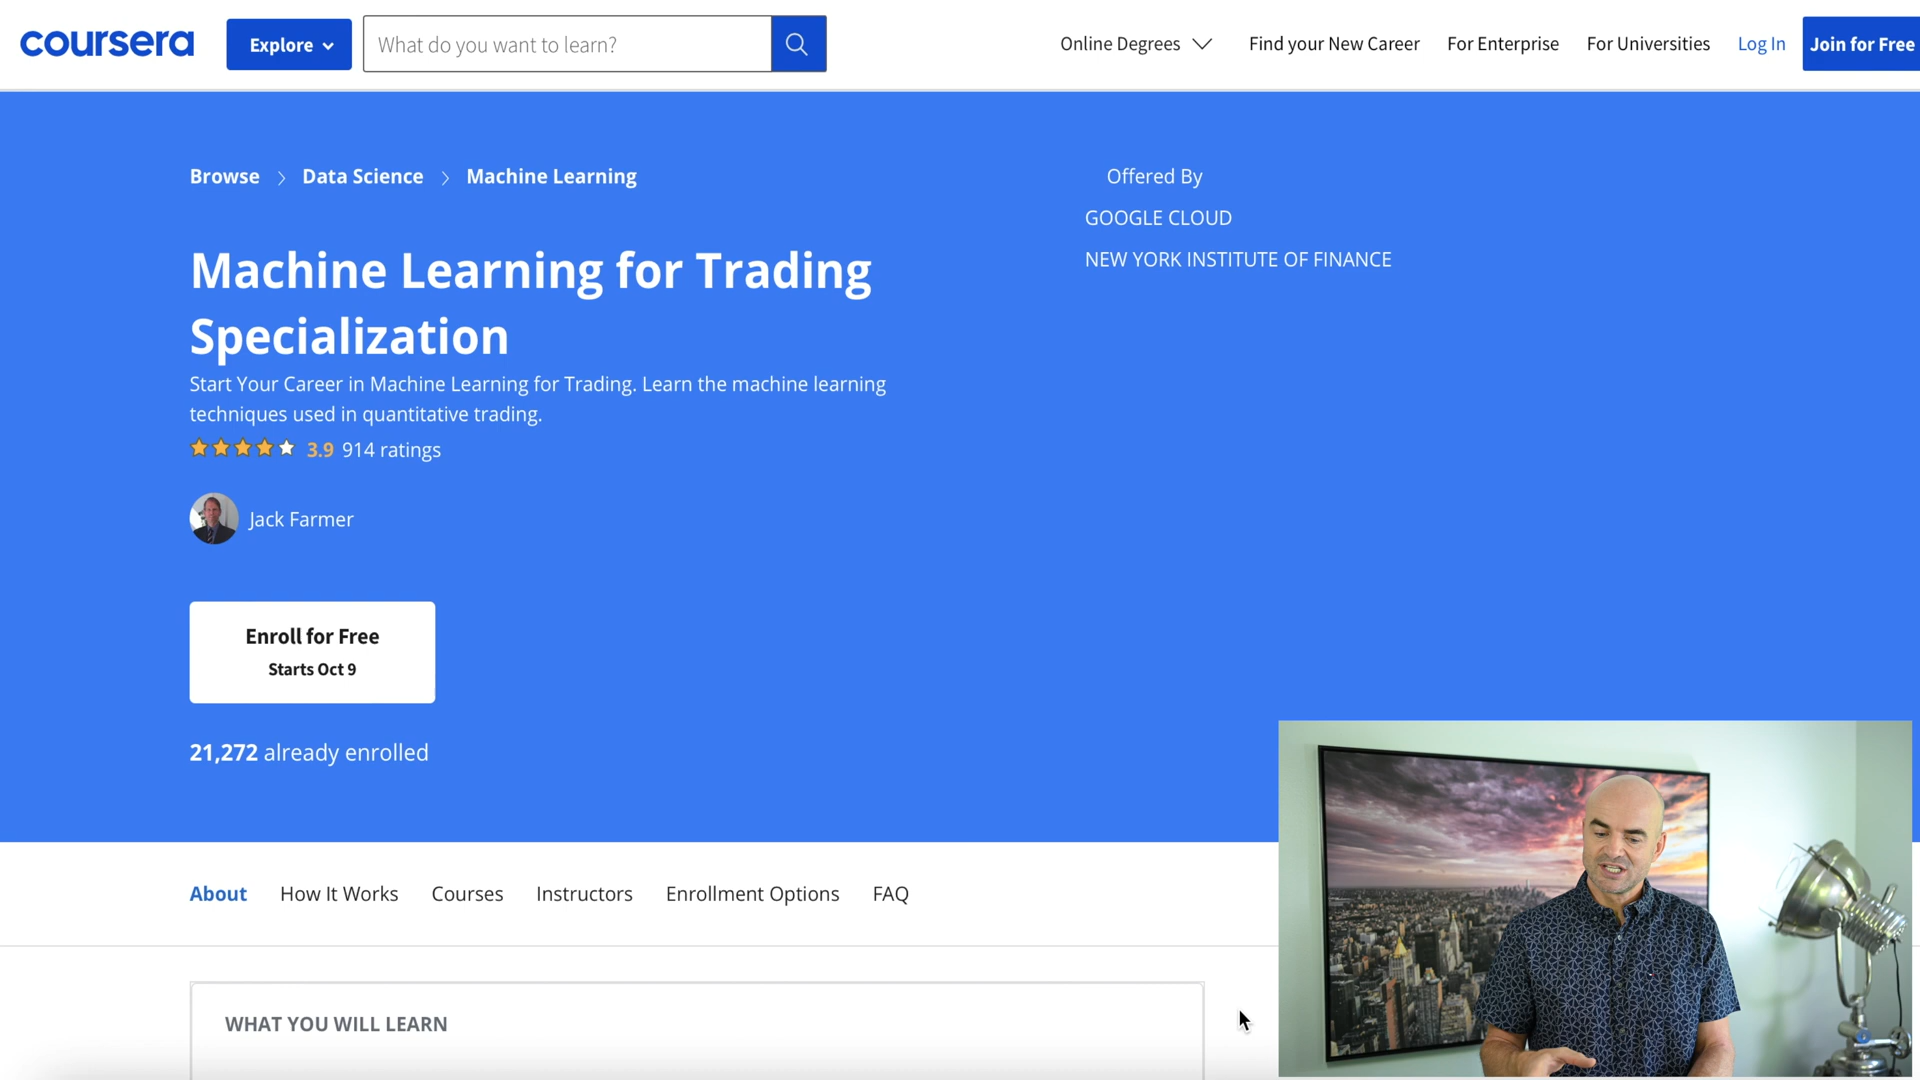 coursera
Explore
What do you want to learn?
Online Degrees
Find your New Career
For Enterprise
For Universities
Log In
Join for Free
Browse
Data Science
Machine Learning
Offered By
GOOGLE CLOUD
NEW YORK INSTITUTE OF FINANCE
Machine Learning for Trading
Specialization
Start Your Career in Machine Learning for Trading. Learn the machine learning
techniques used in quantitative trading.
3.9 914 ratings
Jack Farmer
Enroll for Free
Starts Oct 9
21,272 already enrolled
About
How It Works
Courses
Instructors
Enrollment Options
FAQ
WHAT YOU WILL LEARN